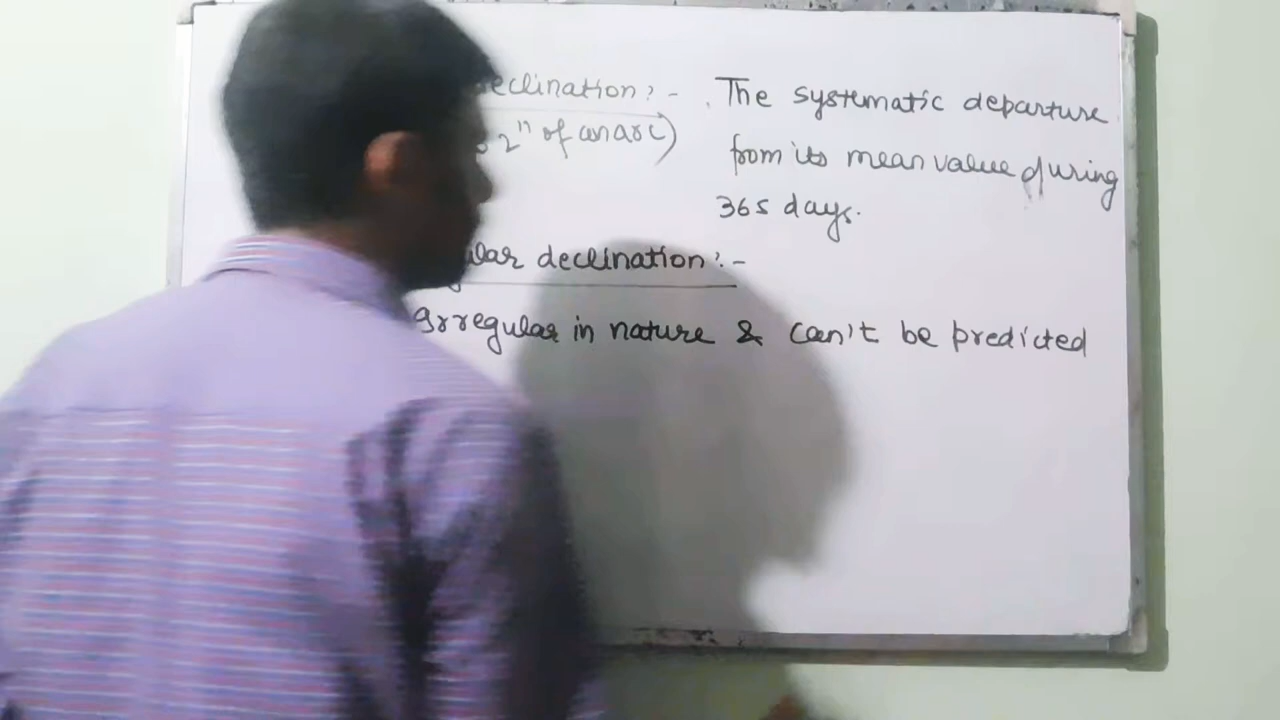 eclination : - The systematic departure
2" of an arc) from its mean value during
365 days.
ular declination : -
Irregular in nature & can't be predicted